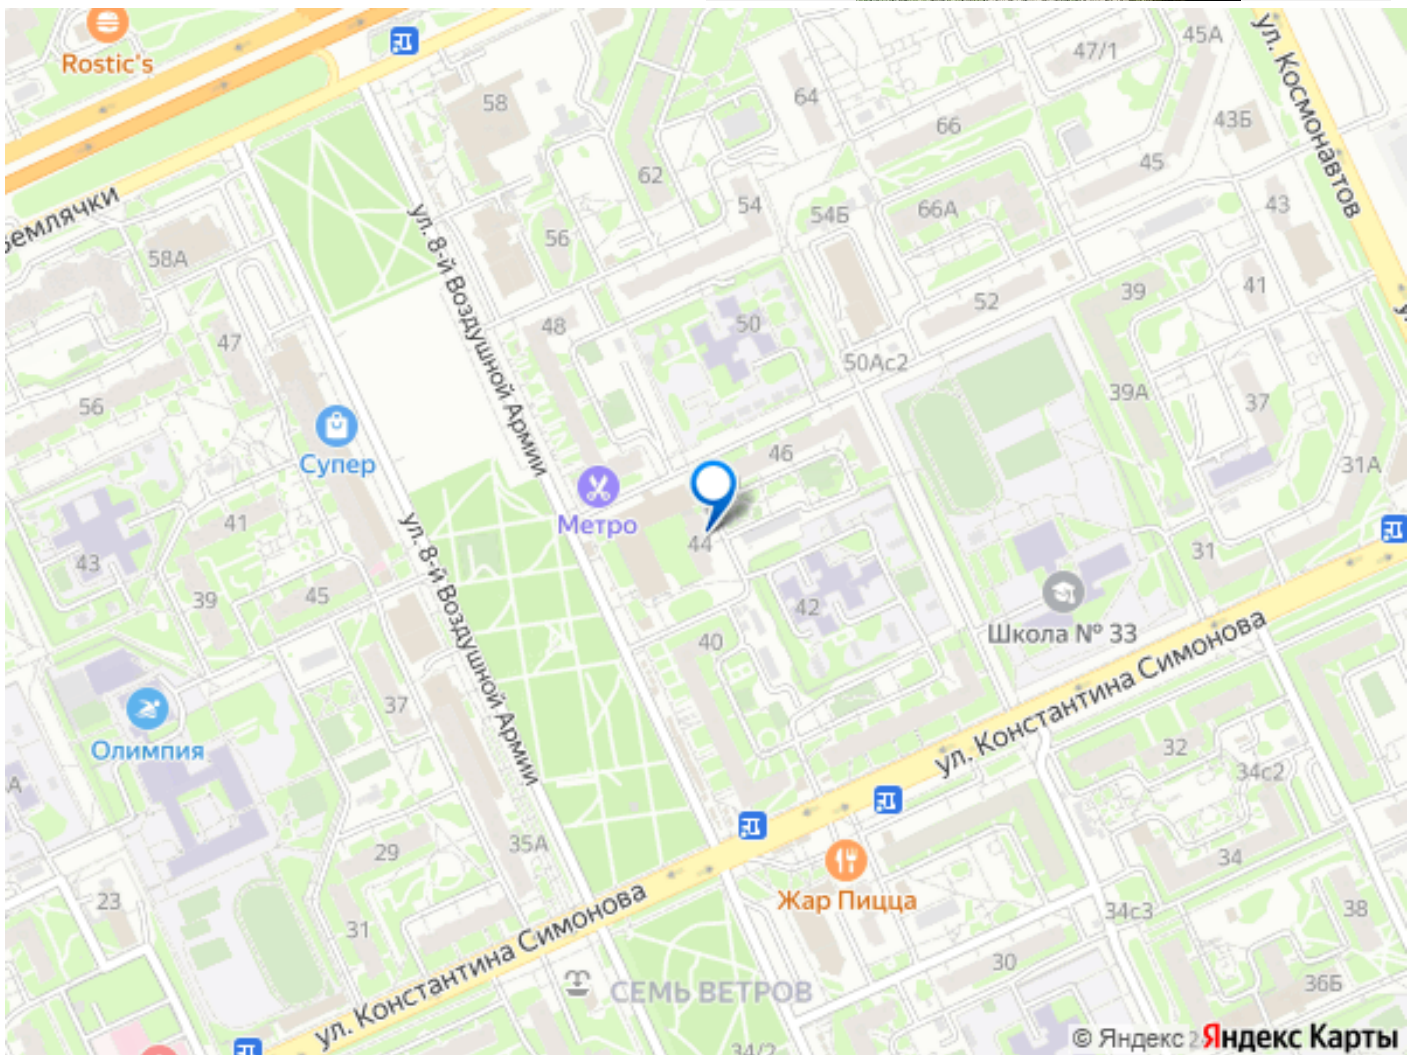 Rostic's
45А
47/1
58
64
ул. Космонавтов
43Б
66
62
45
Землячки
54
54Б
66А
43
56
58А
ул. 8-й Воздушной Армии
39
41
52
48
50
47
50Ас2
39А
37
56
Супер
46
31А
Метро
41
44
ул. 8-й Воздушной Армии
43
31
39
45
42
Школа № 33
40
ул. Константина Симонова
37
Олимпия
32
34с2
35А
29
34
Жар Пицца
23
31
34с3
38
ул. Константина Симонова
30
СЕМЬ ВЕТРОВ
36Б
34/2
© Яндекс
Яндекс Карты